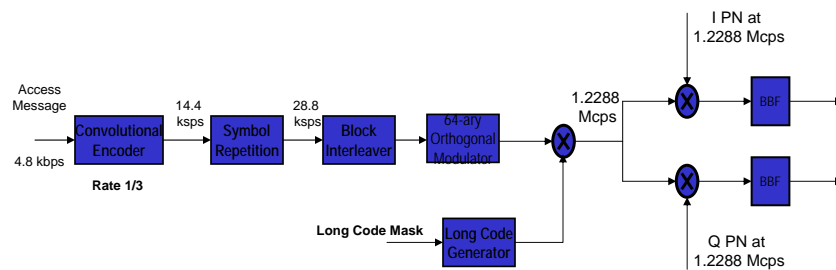 I PN at
1.2288 Mcps
Access
Message
4.8 kbps
Convolutional
Encoder
Rate 1/3
14.4
ksps
Symbol
Repetition
28.8
ksps
Block
Interleaver
64-ary
Orthogonal
Modulator
X
1.2288
Mcps
X
BBF
X
BBF
Long Code Mask
Long Code
Generator
Q PN at
1.2288 Mcps